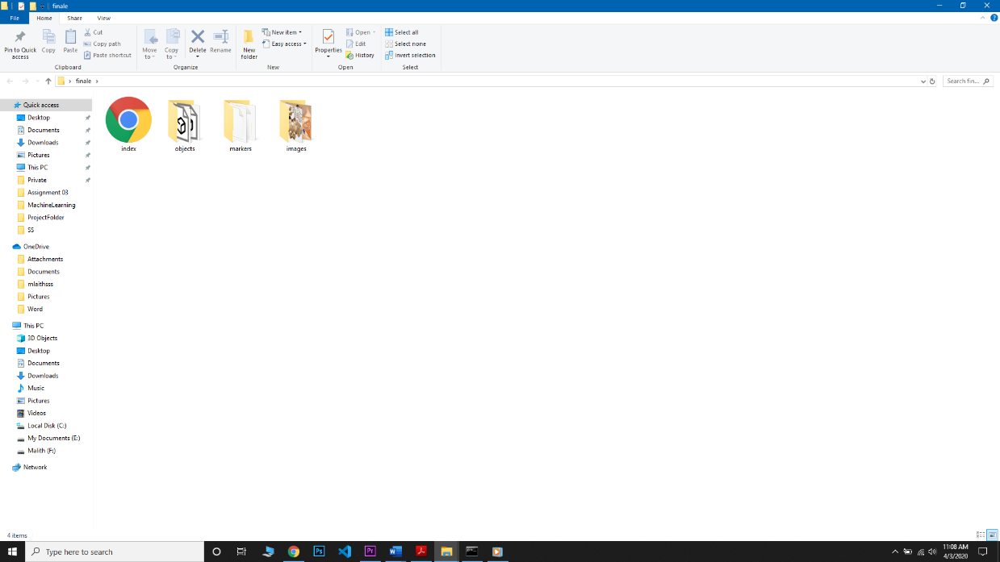 finale
File
Home
Share
View
Pin to Quick access
Copy
Paste
Cut
Copy path
Paste shortcut
Clipboard
Move to
Copy to
Delete
Rename
Organize
New folder
New item
Easy access
New
Properties
Open
Edit
History
Open
Select all
Select none
Invert selection
Select
finale
Search fin...
Quick access
Desktop
Documents
Downloads
Pictures
This PC
Private
Assignment 03
MachineLearning
ProjectFolder
SS
OneDrive
Attachments
Documents
mlaithsss
Pictures
Word
This PC
3D Objects
Desktop
Documents
Downloads
Music
Pictures
Videos
Local Disk (C:)
My Documents (E:)
Malith (F:)
Network
index
objects
markers
images
4 items
Type here to search
Ps
Pr
11:08 AM
4/3/2020